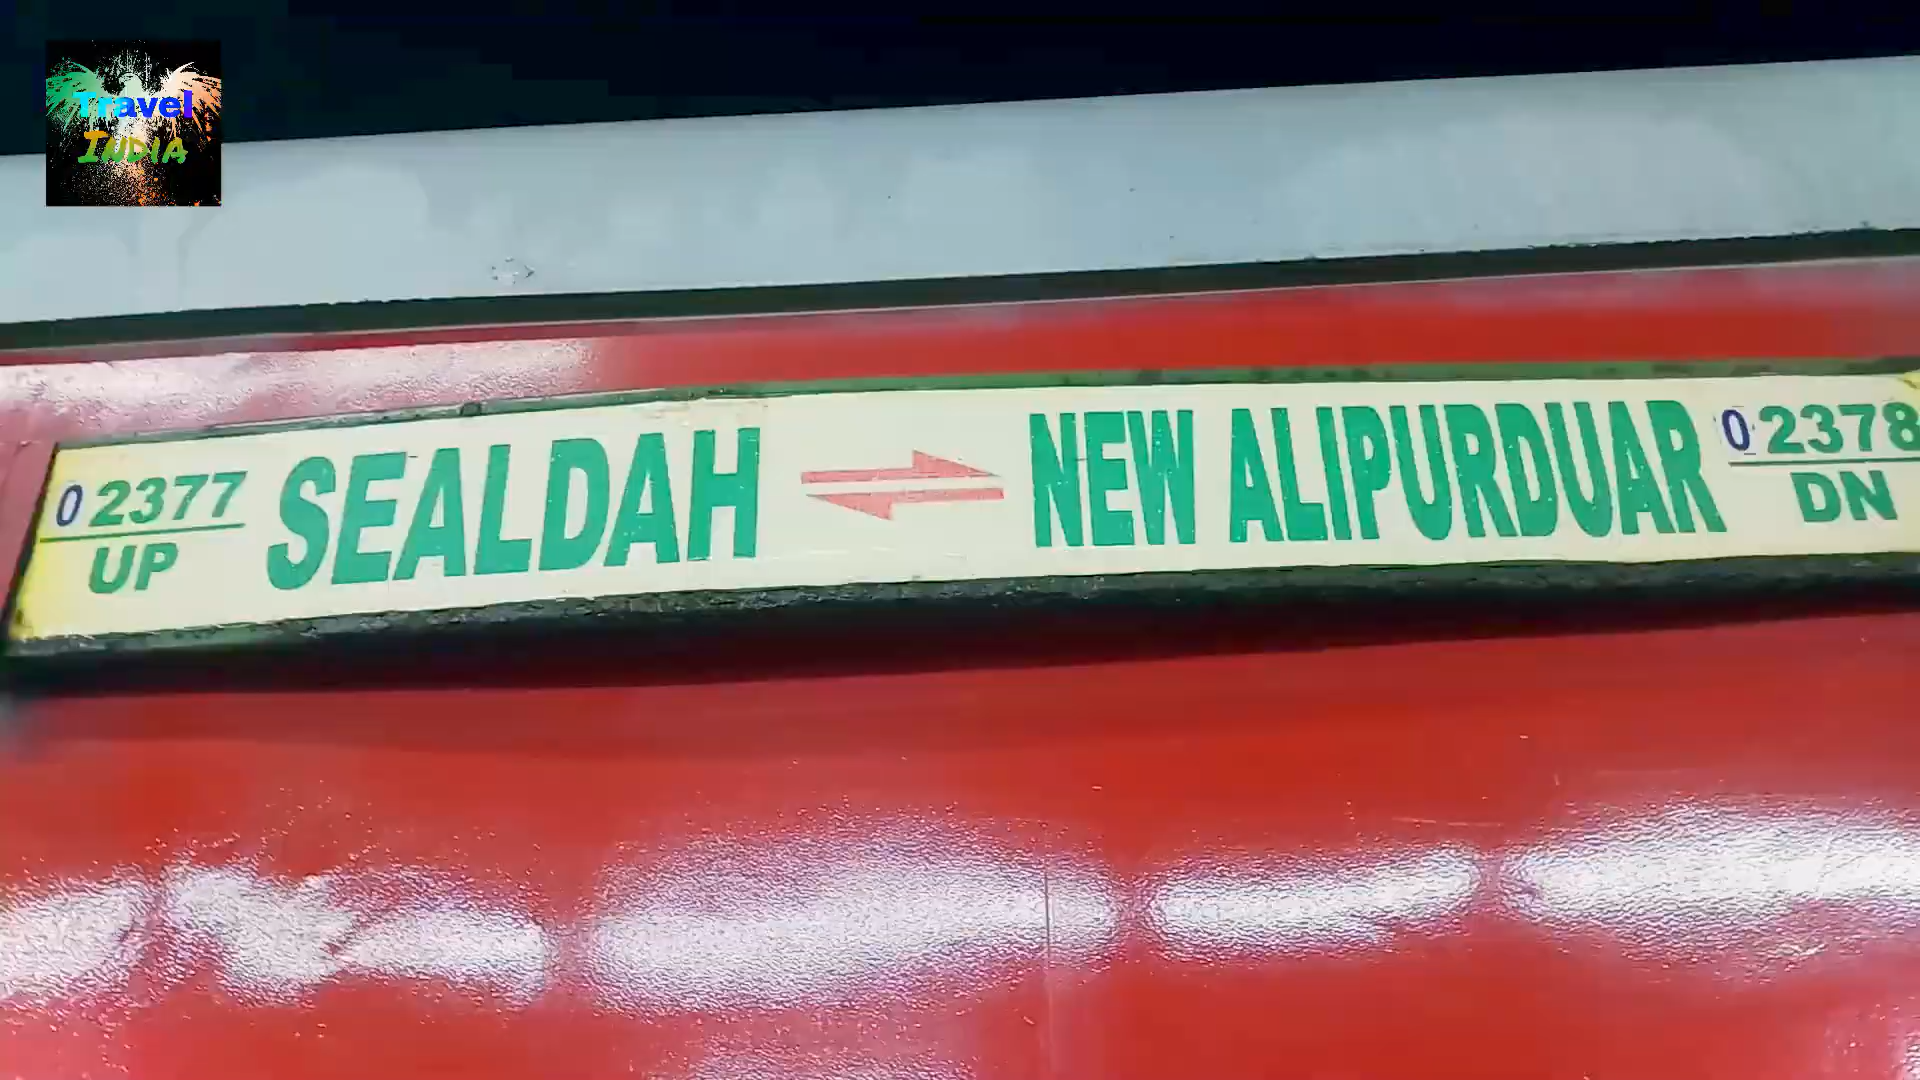 Travel
INDIA
02377
UP
SEALDAH
NEW ALIPURDUAR
02378
DN